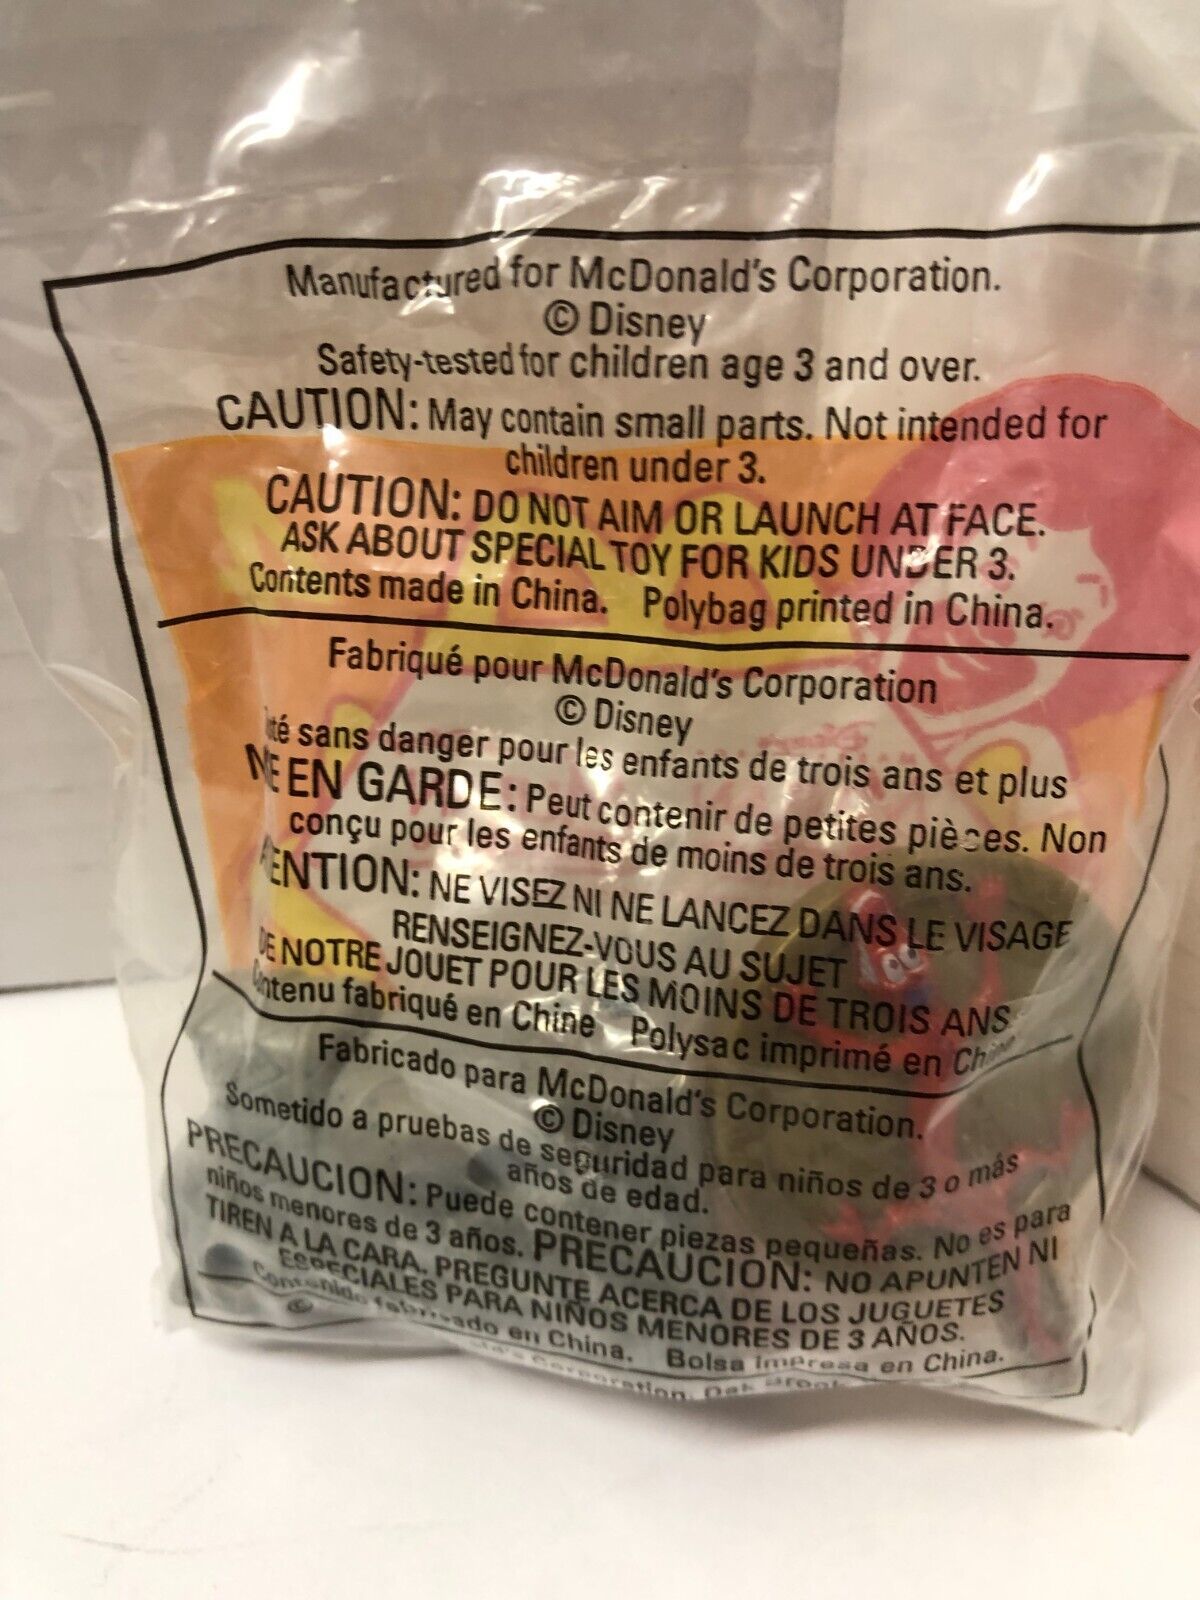 Manufactured for McDonald's Corporation.
© Disney
Safety-tested for children age 3 and over.
CAUTION: May contain small parts. Not intended for
children under 3.
CAUTION: DO NOT AIM OR LAUNCH AT FACE.
ASK ABOUT SPECIAL TOY FOR KIDS UNDER 3.
Contents made in China. Polybag printed in China.
Fabriqué pour McDonald's Corporation
© Disney
sans danger pour les enfants de trois ans et plus
EN GARDE: Peut contenir de petites pièces. Non
conçu pour les enfants de moins de trois ans.
NE VISEZ NI NE LANCEZ DANS LE VISAGE
RENSEIGNEZ-VOUS AU SUJET
DE NOTRE JOUET POUR LES MOINS DE TROIS ANS
fabriqué en Chine Polysac imprimé en
Fabricado para McDonald's Corporation.
© Disney
Sometido a pruebas de seguridad para niños de 3 o más
años de edad.
PRECAUCION: Puede contener piezas pequeñas. No es para
niños menores de 3 años. PRECAUCION: NO APUNTEN NI
TIREN A LA CARA. PREGUNTE ACERCA DE LOS JUGUETES
ESPECIALES PARA NIÑOS MENORES DE 3 AÑOS.
Contenido fabricado en China. Bolsa Impresa en China.